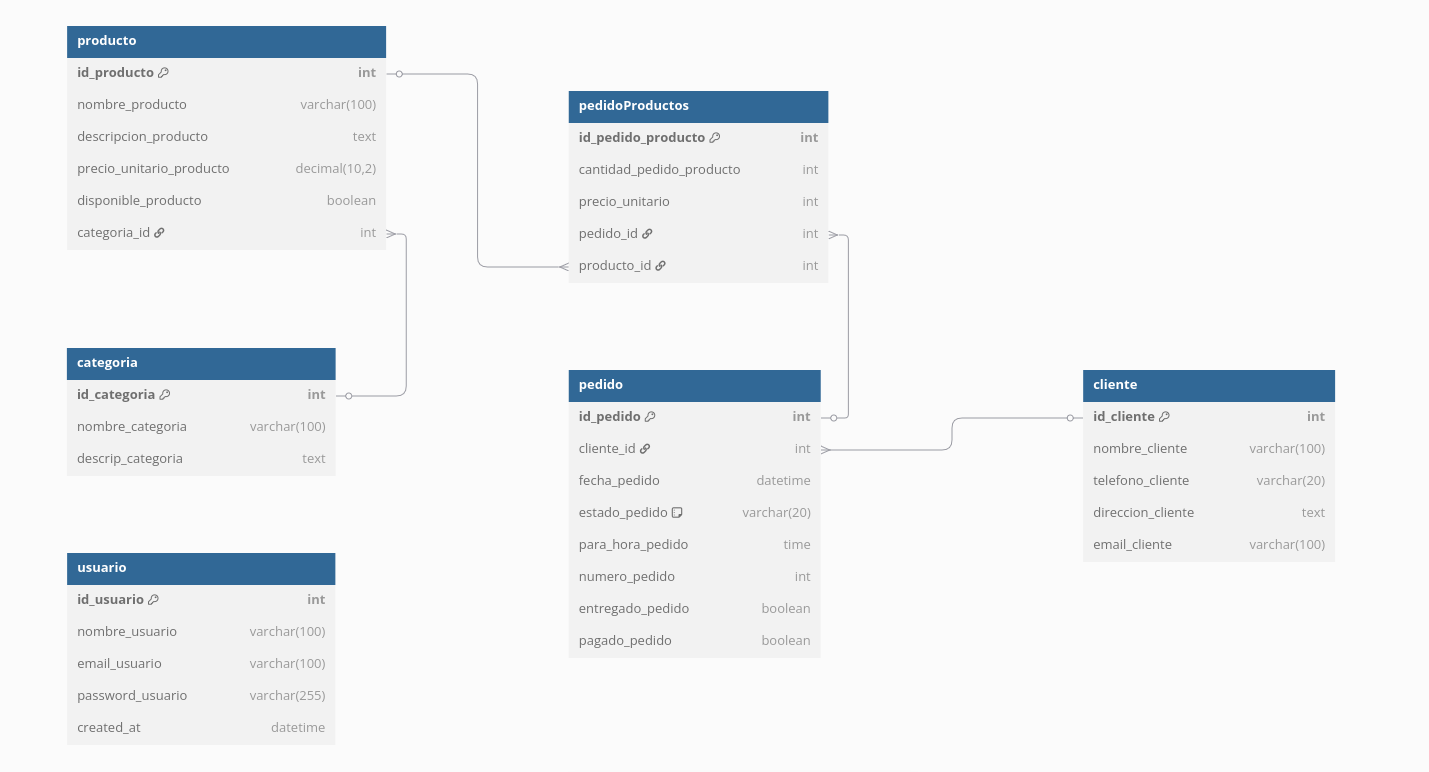 producto
id_producto int
nombre_producto varchar(100)
descripcion_producto text
precio_unitario_producto decimal(10,2)
disponible_producto boolean
categoria_id int
pedidoProductos
id_pedido_producto int
cantidad_pedido_producto int
precio_unitario int
pedido_id int
producto_id int
categoria
id_categoria int
nombre_categoria varchar(100)
descrip_categoria text
pedido
id_pedido int
cliente_id int
fecha_pedido datetime
estado_pedido varchar(20)
para_hora_pedido time
numero_pedido int
entregado_pedido boolean
pagado_pedido boolean
cliente
id_cliente int
nombre_cliente varchar(100)
telefono_cliente varchar(20)
direccion_cliente text
email_cliente varchar(100)
usuario
id_usuario int
nombre_usuario varchar(100)
email_usuario varchar(100)
password_usuario varchar(255)
created_at datetime